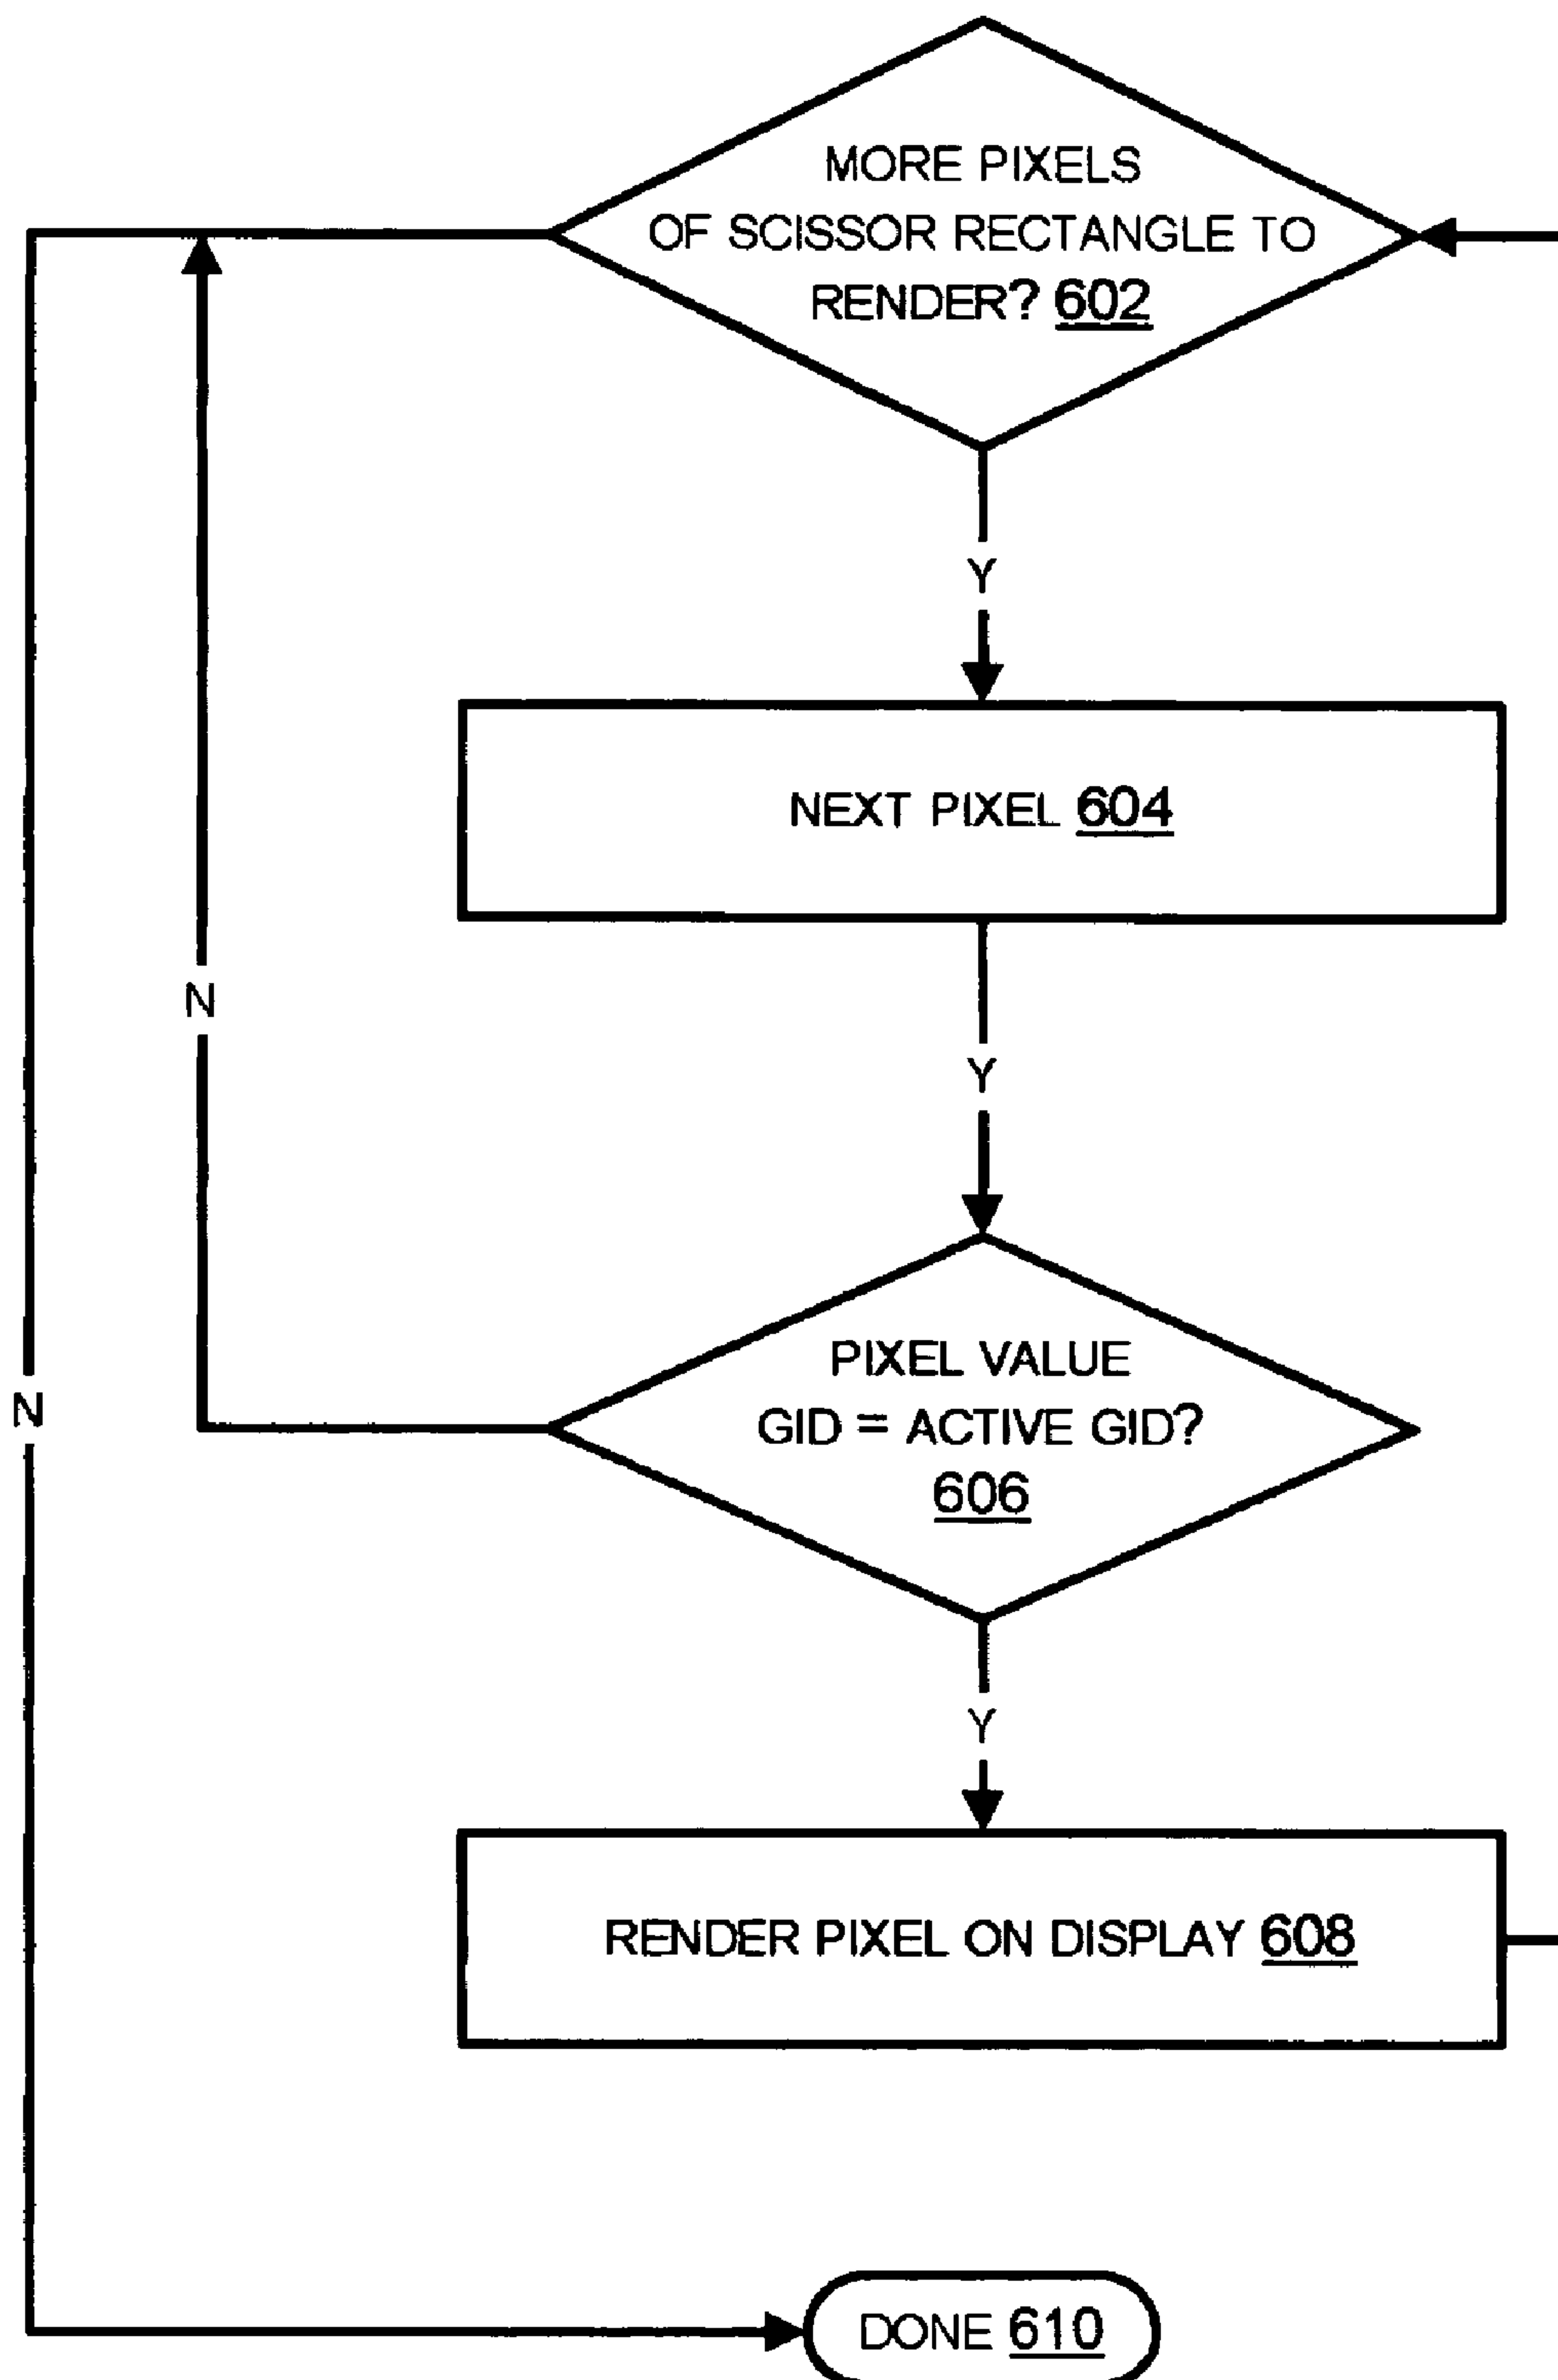 MORE PIXELS
OF SCISSOR RECTANGLE TO
RENDER? 602
Y
NEXT PIXEL 604
N
Y
PIXEL VALUE
GID = ACTIVE GID?
606
N
Y
RENDER PIXEL ON DISPLAY 608
DONE 610